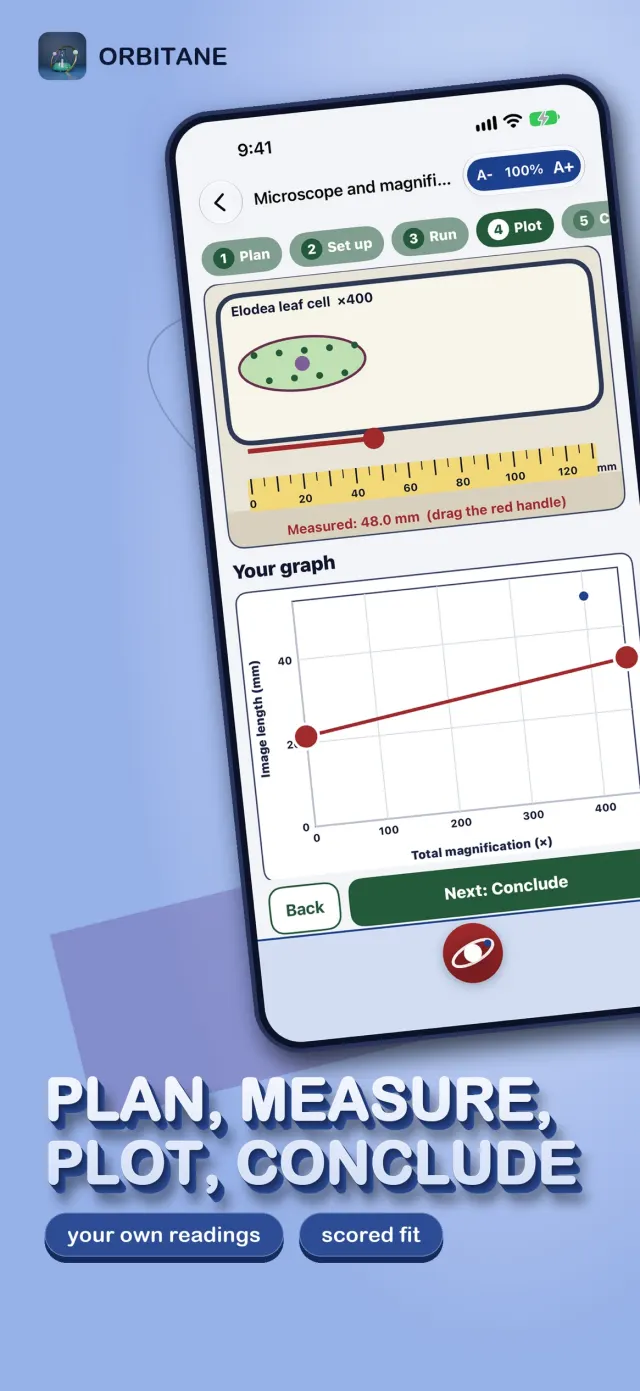 ORBITANE
9:41
Microscope and magnifi...
A- 100% A+
1 Plan
2 Set up
3 Run
4 Plot
5 C
Elodea leaf cell ×400
0 20 40 60 80 100 120 mm
Measured: 48.0 mm (drag the red handle)
Your graph
Image length (mm)
40
0
0 100 200 300 400
Total magnification (×)
Back
Next: Conclude
PLAN, MEASURE,
PLOT, CONCLUDE
your own readings
scored fit